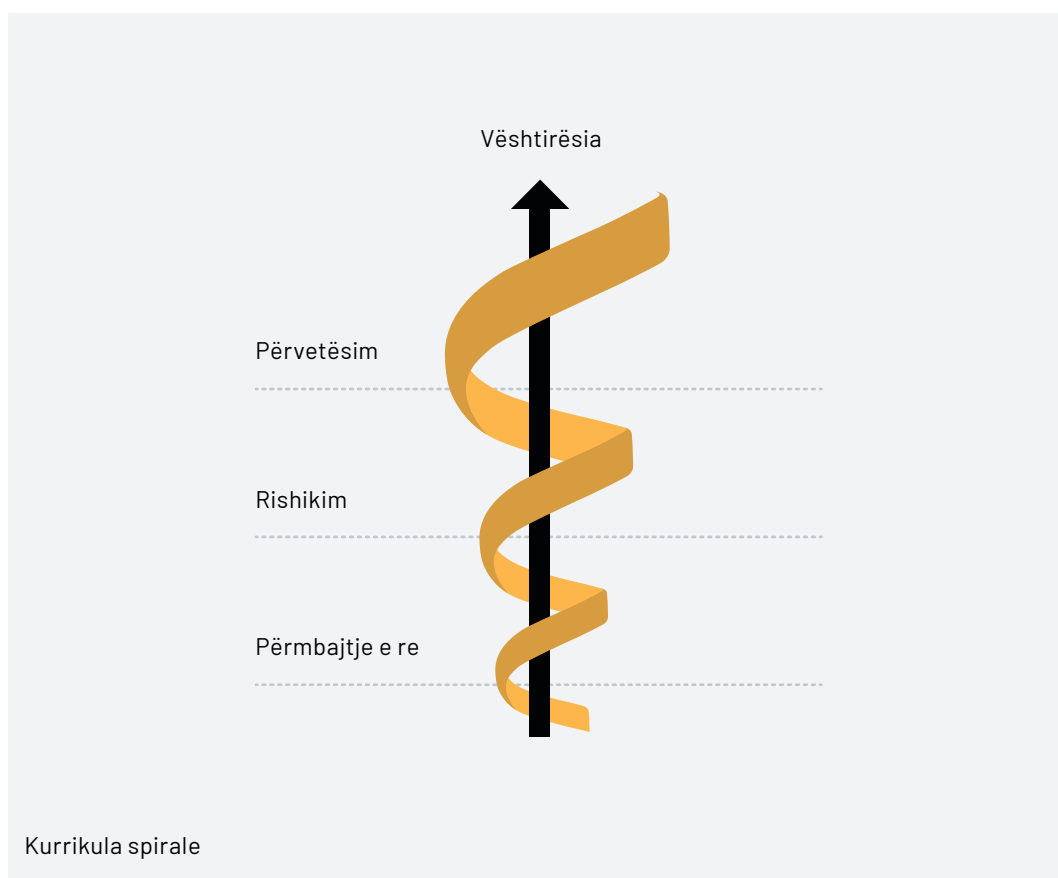 Vështirësia
Përvetësim
Rishikim
Përmbajtje e re
Kurrikula spirale